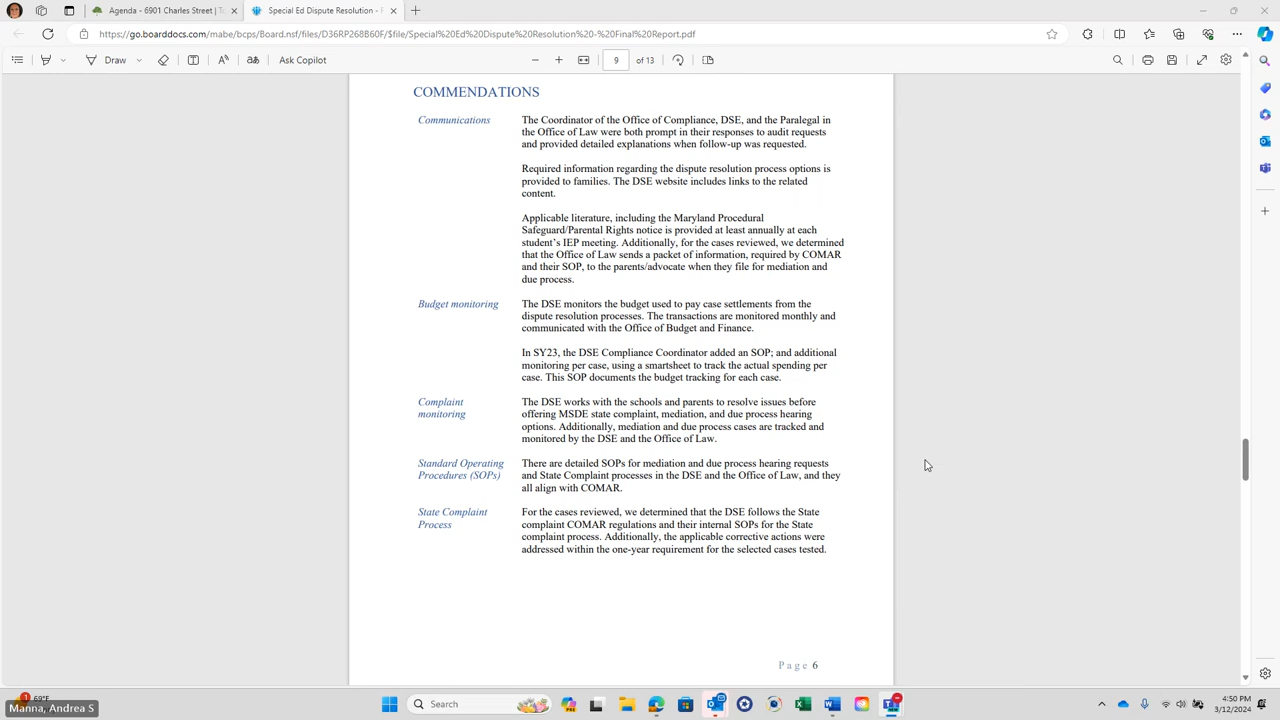 Agenda - 6901 Charles Street | To
Special Ed Dispute Resolution - F
https://go.boarddocs.com/mabe/bcps/Board.nsf/files/D36RP268B60F/$file/Special%20Ed%20Dispute%20Resolution%20-%20Final%20Report.pdf
Draw
Ask Copilot
9 of 13
COMMENDATIONS
Communications
The Coordinator of the Office of Compliance, DSE, and the Paralegal in
the Office of Law were both prompt in their responses to audit requests
and provided detailed explanations when follow-up was requested.
Required information regarding the dispute resolution process options is
provided to families. The DSE website includes links to the related
content.
Applicable literature, including the Maryland Procedural
Safeguard/Parental Rights notice is provided at least annually at each
student's IEP meeting. Additionally, for the cases reviewed, we determined
that the Office of Law sends a packet of information, required by COMAR
and their SOP, to the parents/advocate when they file for mediation and
due process.
Budget monitoring
The DSE monitors the budget used to pay case settlements from the
dispute resolution processes. The transactions are monitored monthly and
communicated with the Office of Budget and Finance.
In SY23, the DSE Compliance Coordinator added an SOP; and additional
monitoring per case, using a smartsheet to track the actual spending per
case. This SOP documents the budget tracking for each case.
Complaint
monitoring
The DSE works with the schools and parents to resolve issues before
offering MSDE state complaint, mediation, and due process hearing
options. Additionally, mediation and due process cases are tracked and
monitored by the DSE and the Office of Law.
Standard Operating
Procedures (SOPs)
There are detailed SOPs for mediation and due process hearing requests
and State Complaint processes in the DSE and the Office of Law, and they
all align with COMAR.
State Complaint
Process
For the cases reviewed, we determined that the DSE follows the State
complaint COMAR regulations and their internal SOPs for the State
complaint process. Additionally, the applicable corrective actions were
addressed within the one-year requirement for the selected cases tested.
Page 6
69°F
Manna, Andrea S
Search
4:50 PM
3/12/2024